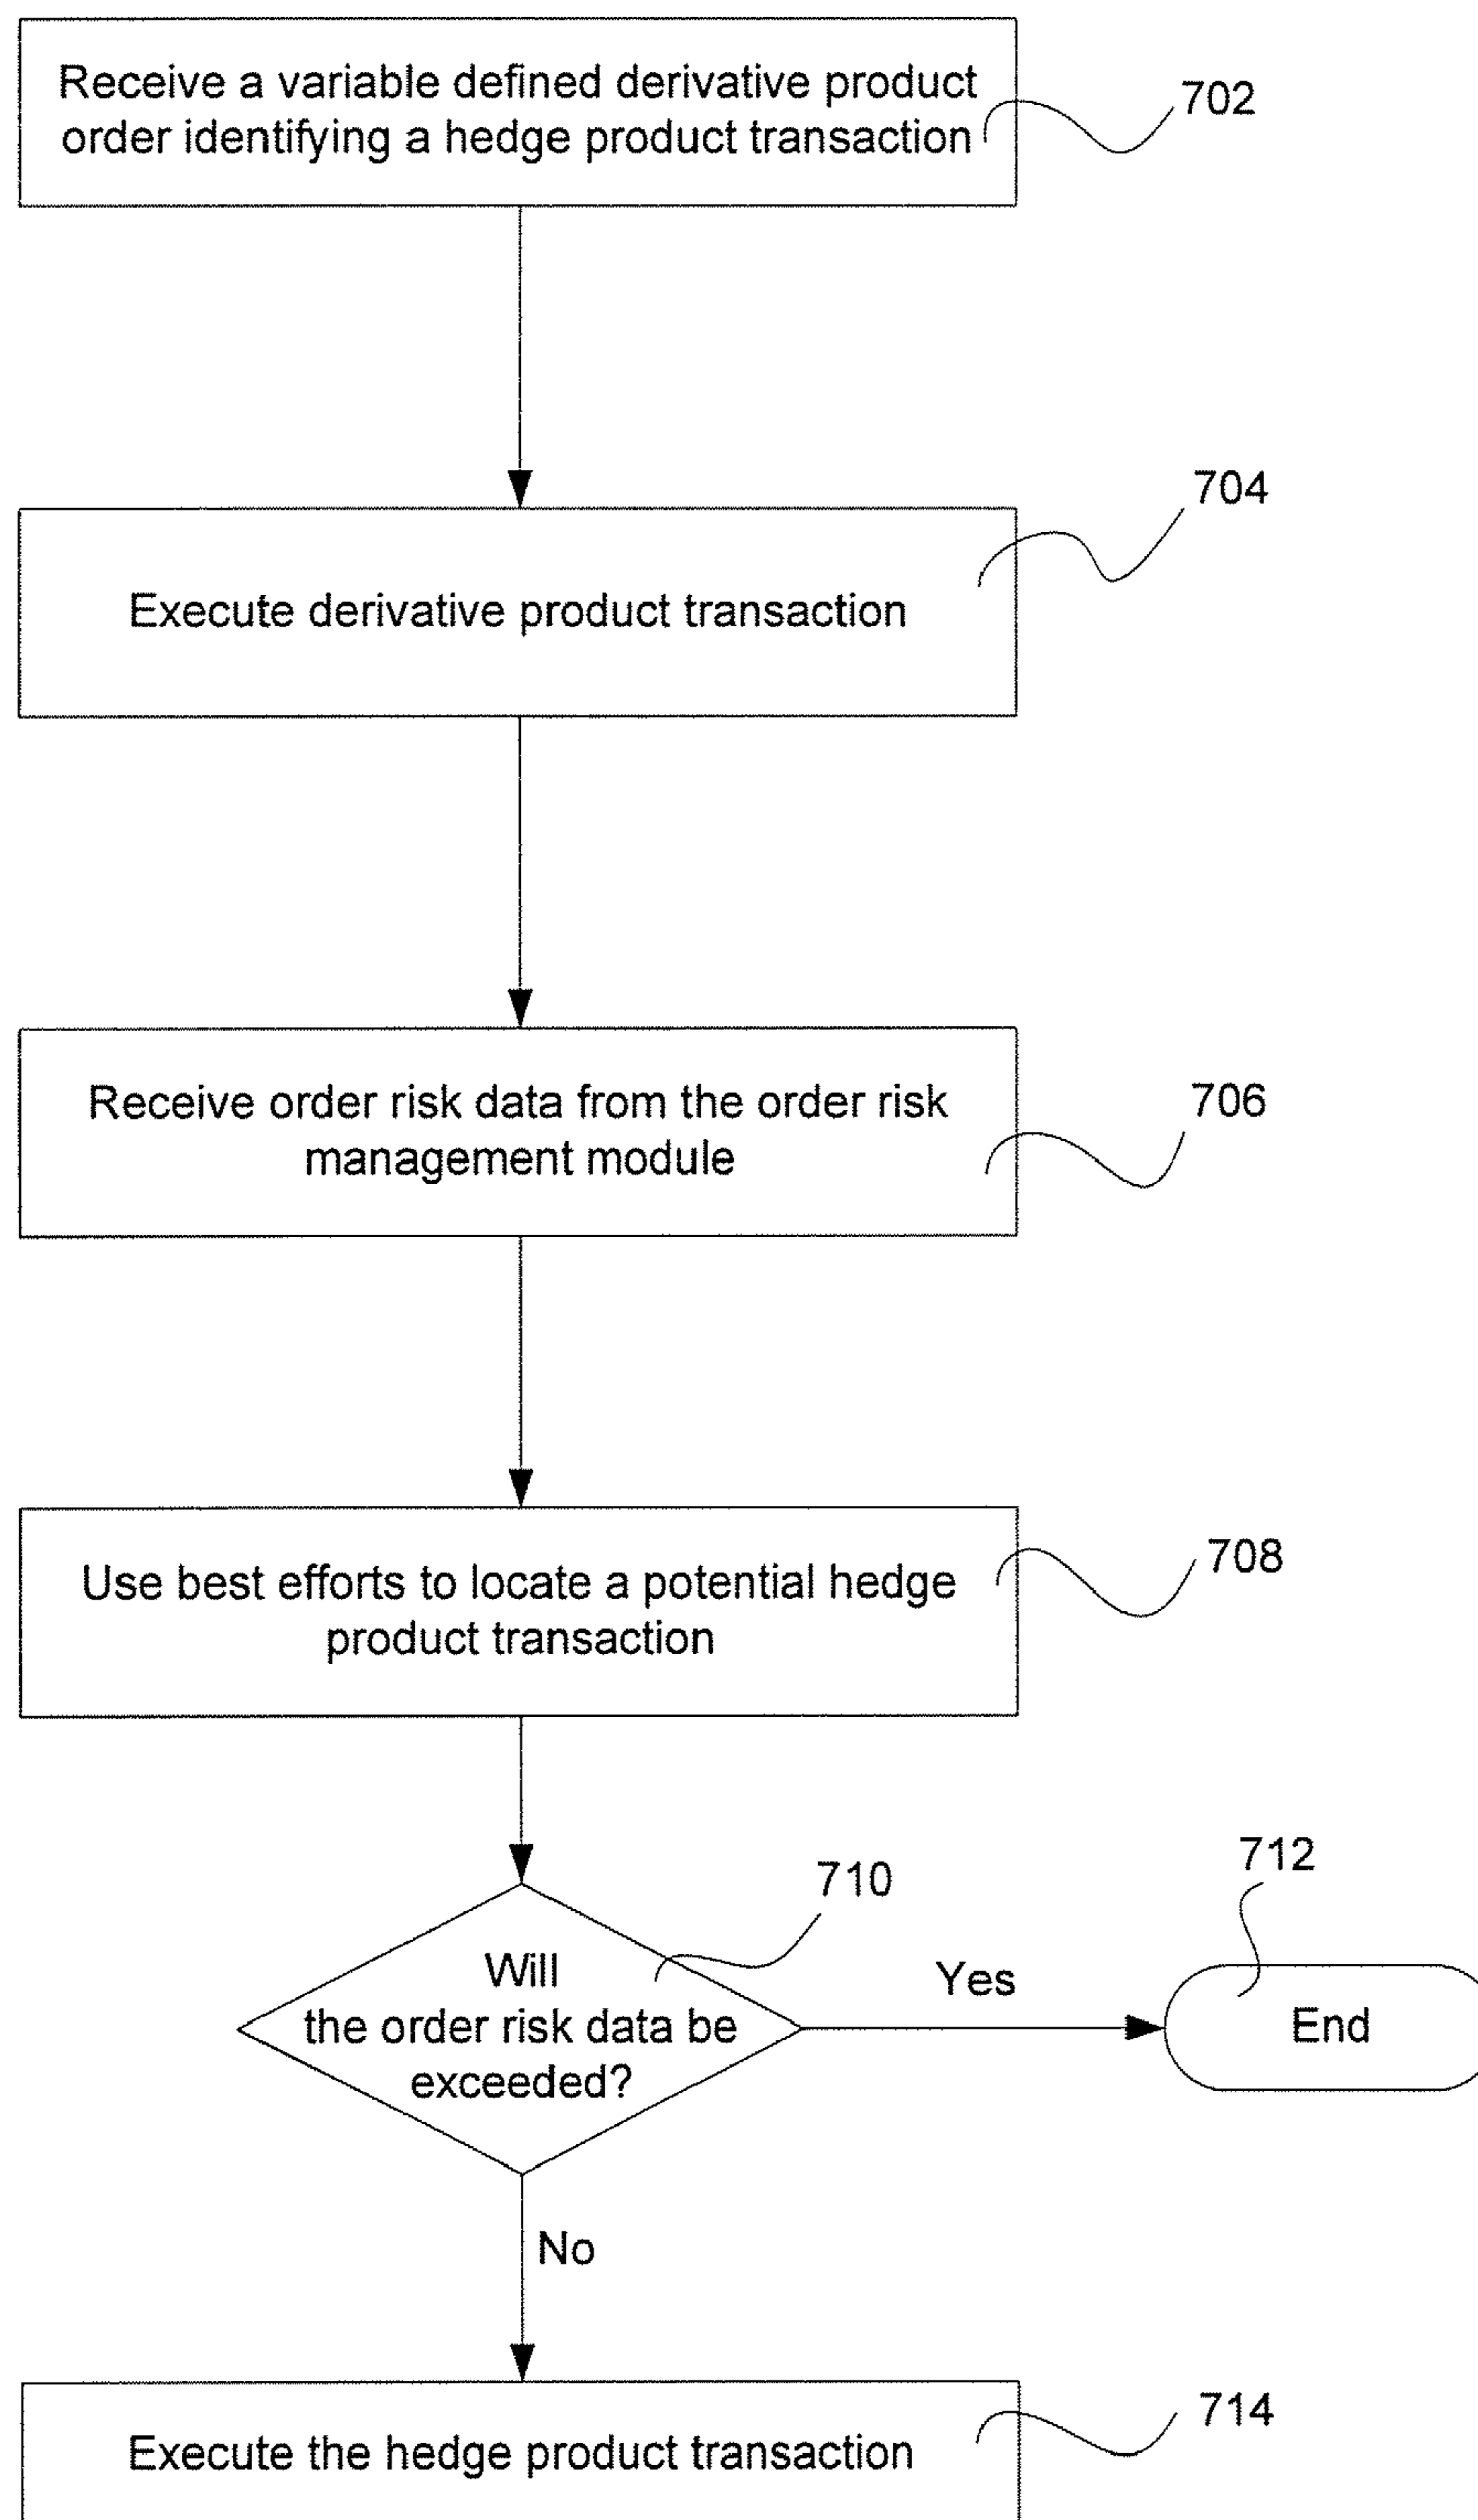 Receive a variable defined derivative product
order identifying a hedge product transaction
702
704
Execute derivative product transaction
Receive order risk data from the order risk
management module
706
Use best efforts to locate a potential hedge
product transaction
708
710
712
Will
the order risk data be
exceeded?
Yes
End
No
Execute the hedge product transaction
714